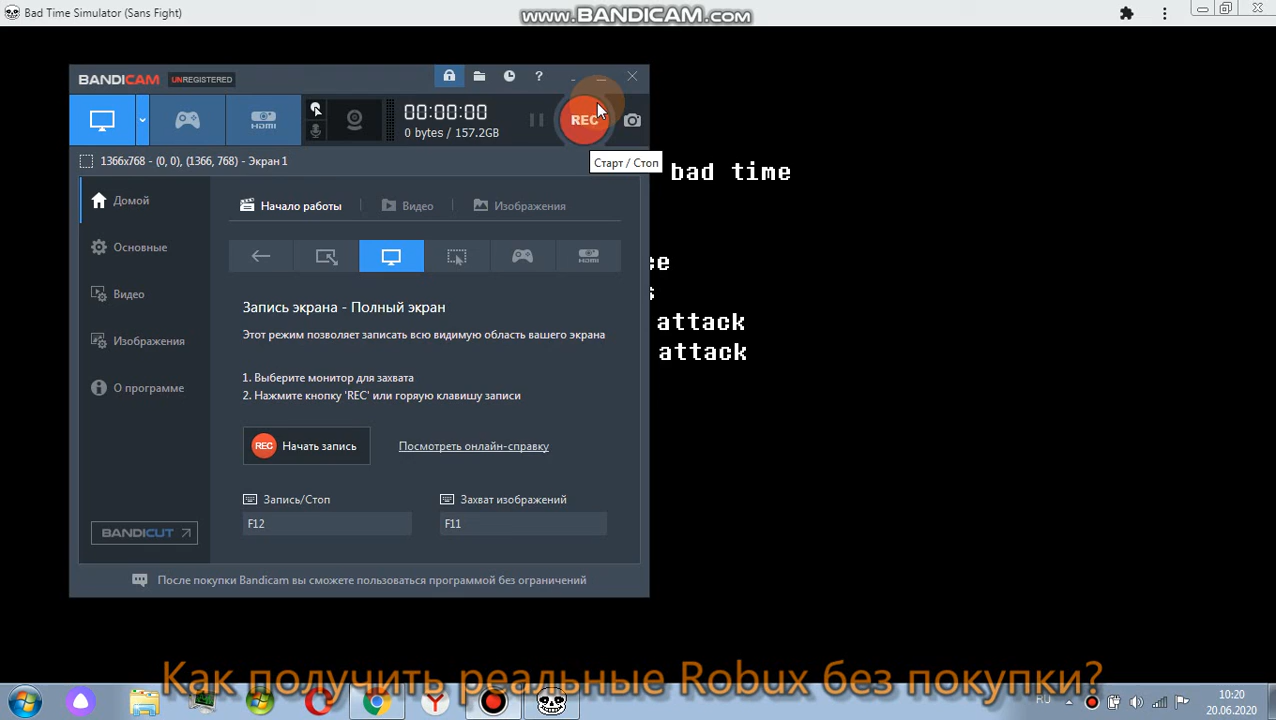 Bad Time Simulator (Sans Fight)
www.BANDICAM.com
BANDICAM UNREGISTERED
HDMI
00:00:00
0 bytes / 157.2GB
REC
Старт / Стоп
1366x768 - (0, 0), (1366, 768) - Экран 1
bad time
attack
attack
Домой
Основные
Видео
Изображения
О программе
BANDICUT
Начало работы
Видео
Изображения
HDMI
Запись экрана - Полный экран
Этот режим позволяет записать всю видимую область вашего экрана
1. Выберите монитор для захвата
2. Нажмите кнопку 'REC' или горяую клавишу записи
REC Начать запись
Посмотреть онлайн-справку
Запись/Стоп
F12
Захват изображений
F11
После покупки Bandicam вы сможете пользоваться программой без ограничений
Как получить реальные Robux без покупки?
RU
10:20
20.06.2020